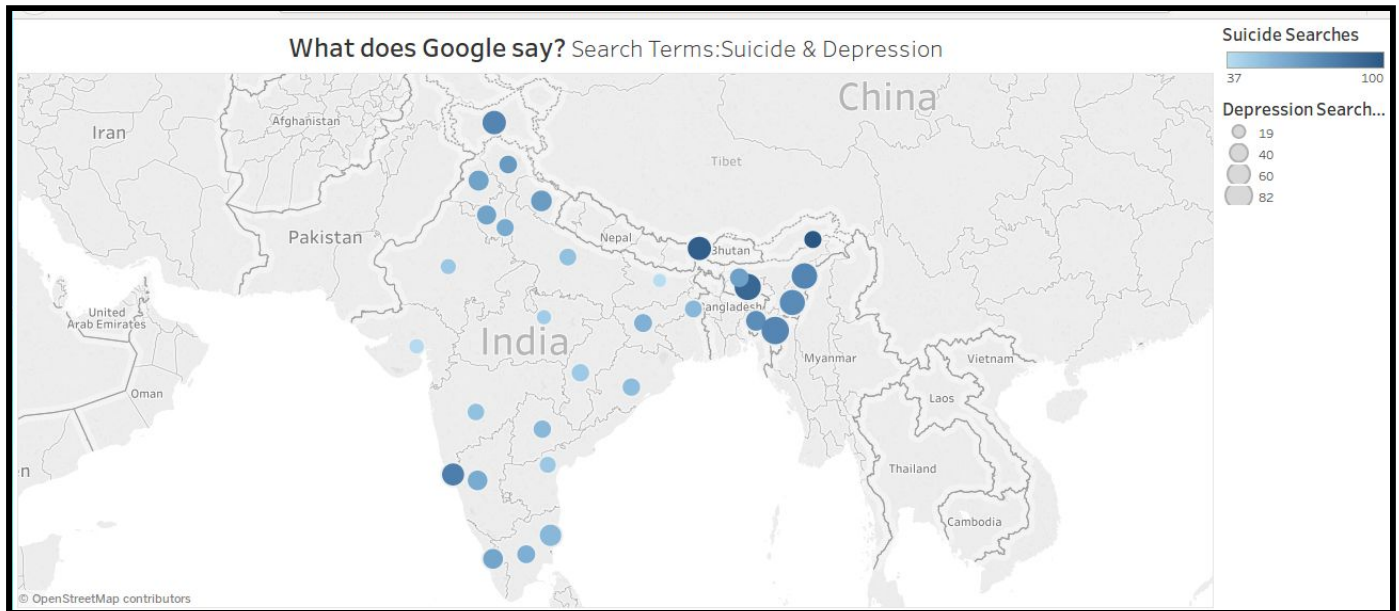 What does Google say? Search Terms:Suicide & Depression
Suicide Searches
37 100
Depression Search...
19
40
60
82
China
Iran
Afghanistan
Tibet
Pakistan
Nepal
Bhutan
United
Arab Emirates
angladesh
India
Myanmar
Vietnam
Oman
Laos
n
Thailand
Cambodia
© OpenStreetMap contributors